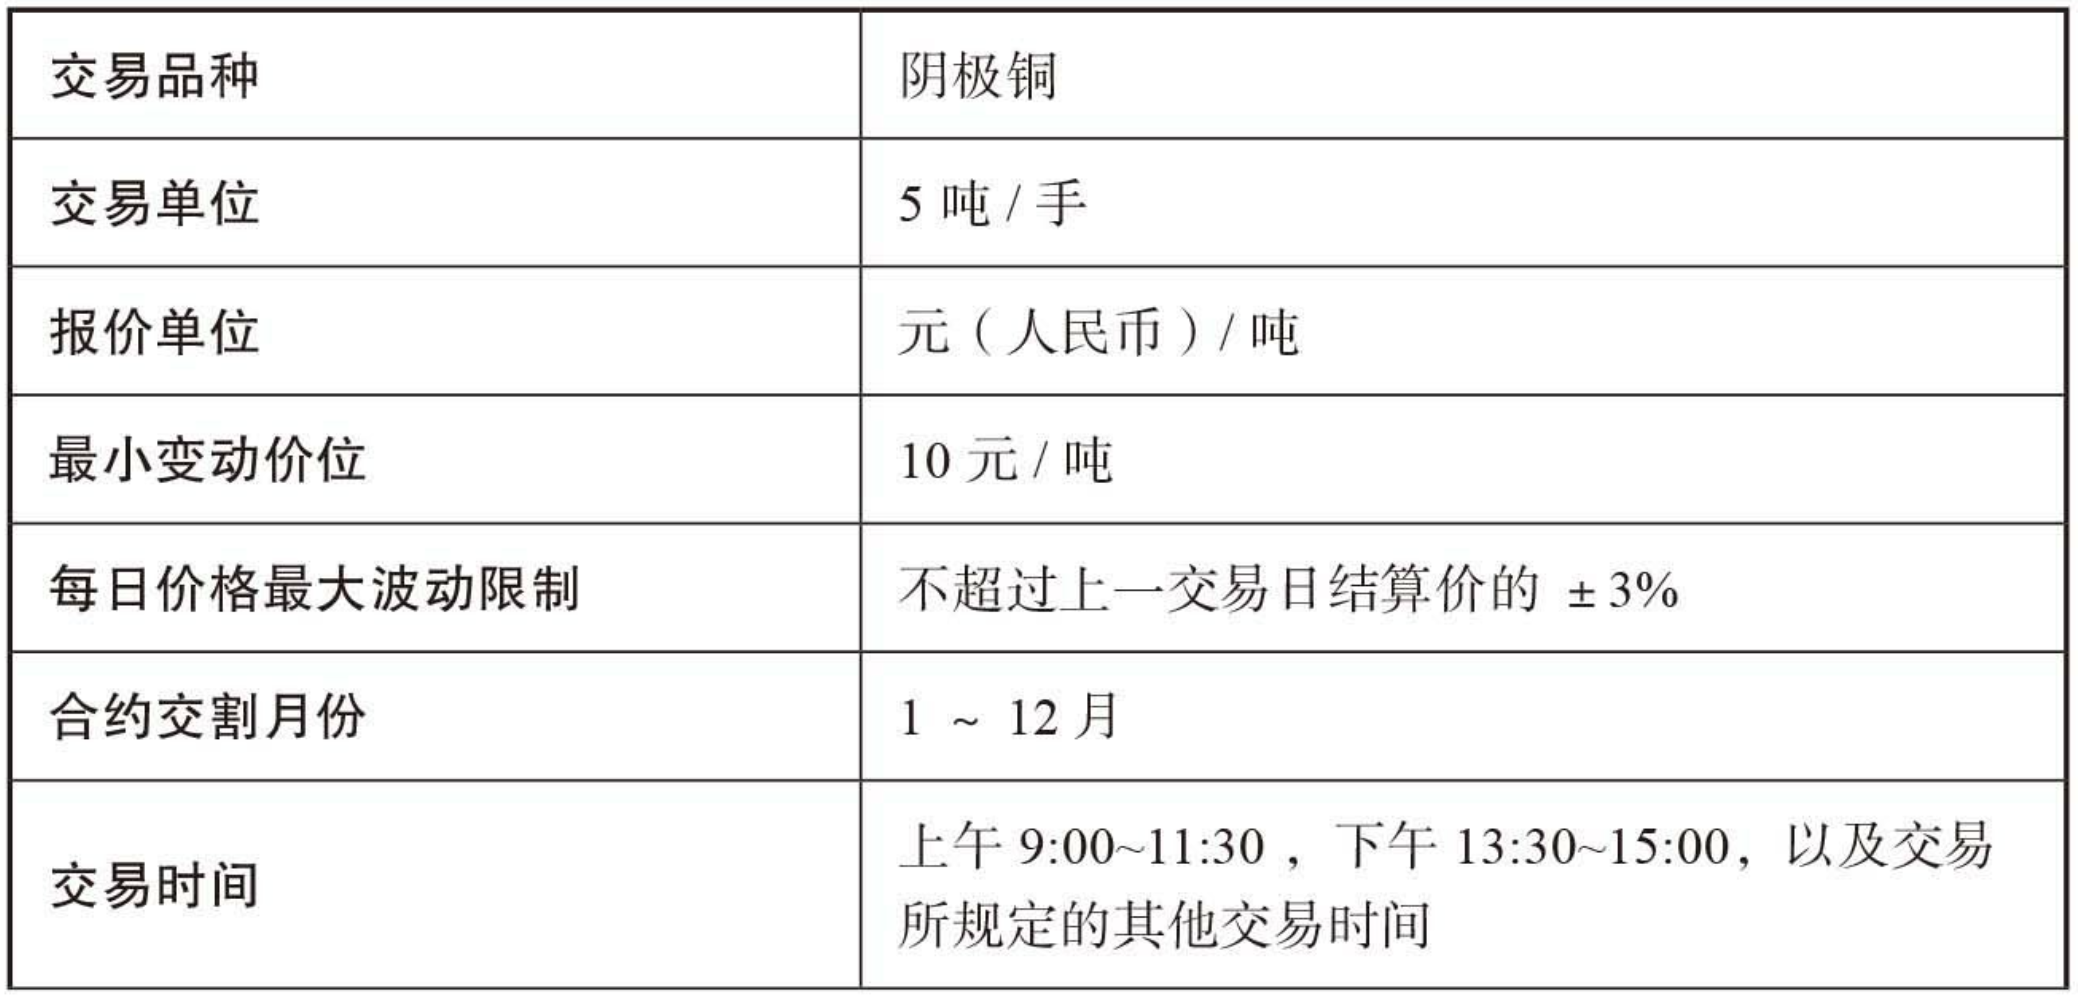 交易品种
阴极铜
交易单位
5 吨 / 手
报价单位
元（人民币）/ 吨
最小变动价位
10 元 / 吨
每日价格最大波动限制
不超过上一交易日结算价的 ± 3%
合约交割月份
1 ~ 12 月
交易时间
上午 9:00~11:30 ，下午 13:30~15:00，以及交易
所规定的其他交易时间